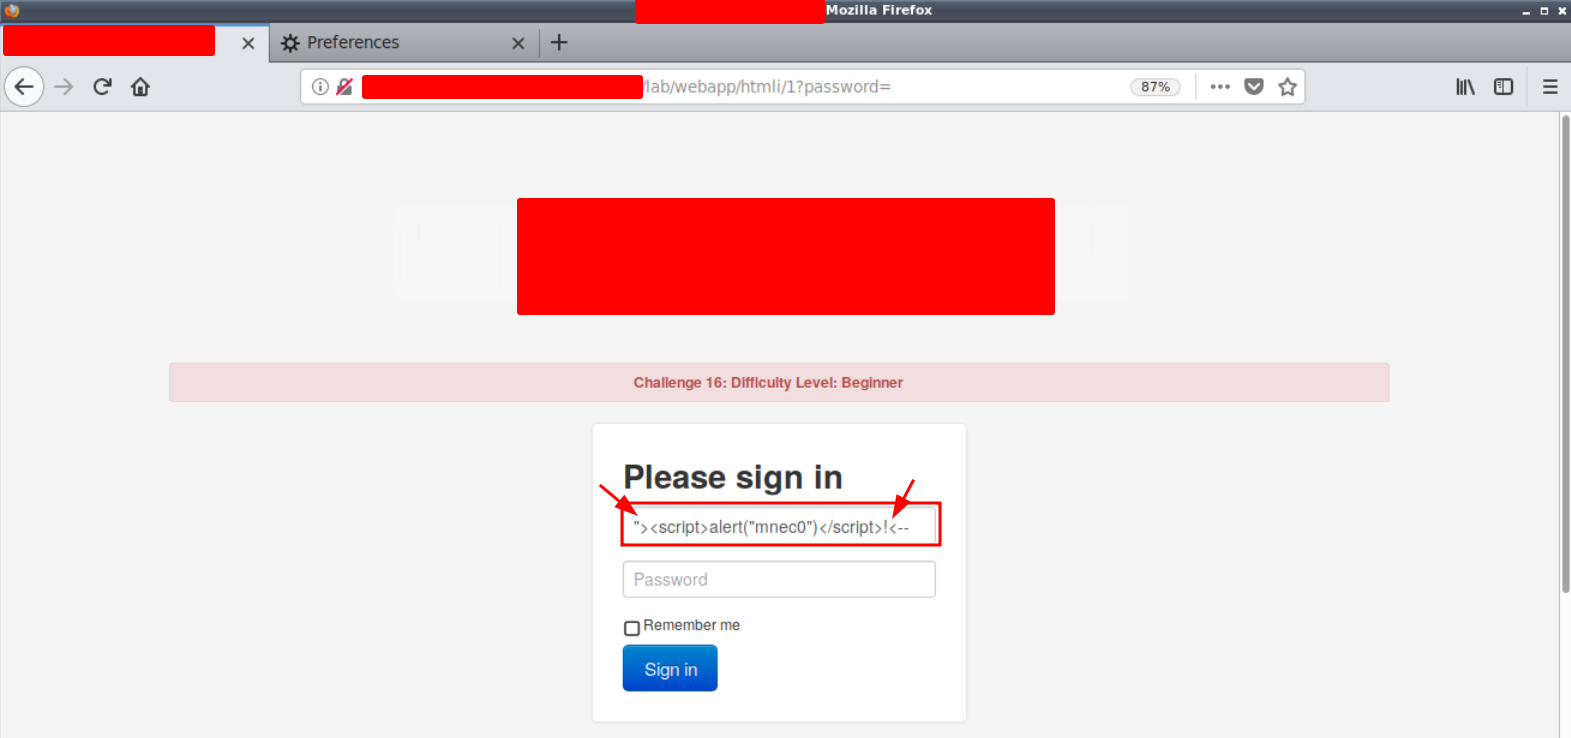 Mozilla Firefox
Preferences
/lab/webapp/htmli/1?password=
87%
Challenge 16: Difficulty Level: Beginner
Please sign in
"><script>alert("mnec0")</script>!<--
Password
Remember me
Sign in